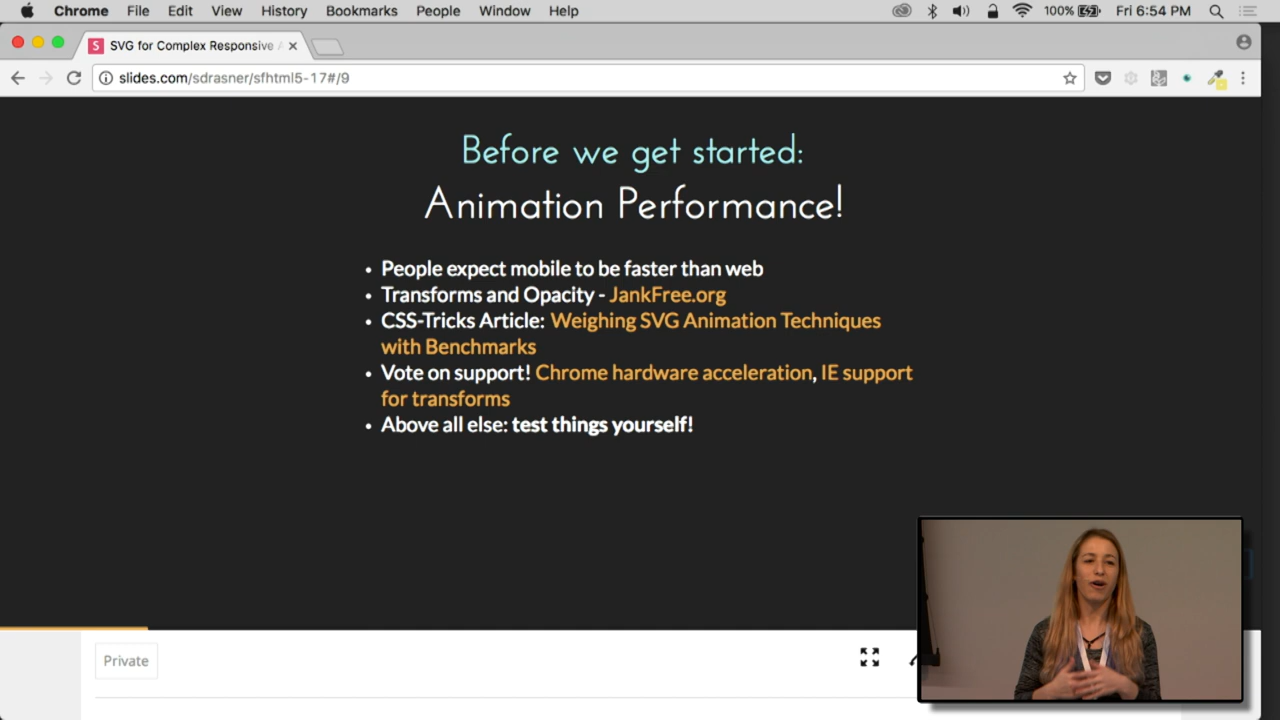 Chrome File Edit View History Bookmarks People Window Help 100% Fri 6:54 PM
S SVG for Complex Responsive
slides.com/sdrasner/sfhtml5-17#/9
Before we get started:
Animation Performance!
• People expect mobile to be faster than web
• Transforms and Opacity - JankFree.org
• CSS-Tricks Article: Weighing SVG Animation Techniques
with Benchmarks
• Vote on support! Chrome hardware acceleration, IE support
for transforms
• Above all else: test things yourself!
Private